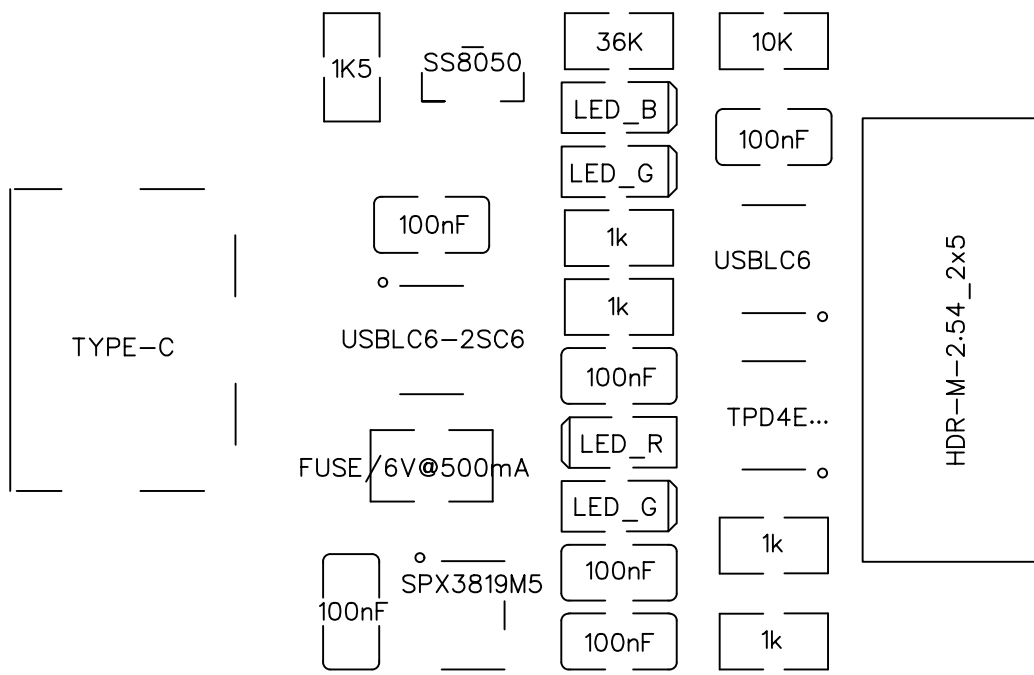 1K5
SS8050
36K
10K
LED_B
100nF
LED_G
100nF
1k
USBLC6
1k
USBLC6-2SC6
TYPE-C
HDR-M-2.54_2x5
100nF
TPD4E...
LED_R
FUSE/6V@500mA
LED_G
1k
100nF
SPX3819M5
100nF
100nF
1k